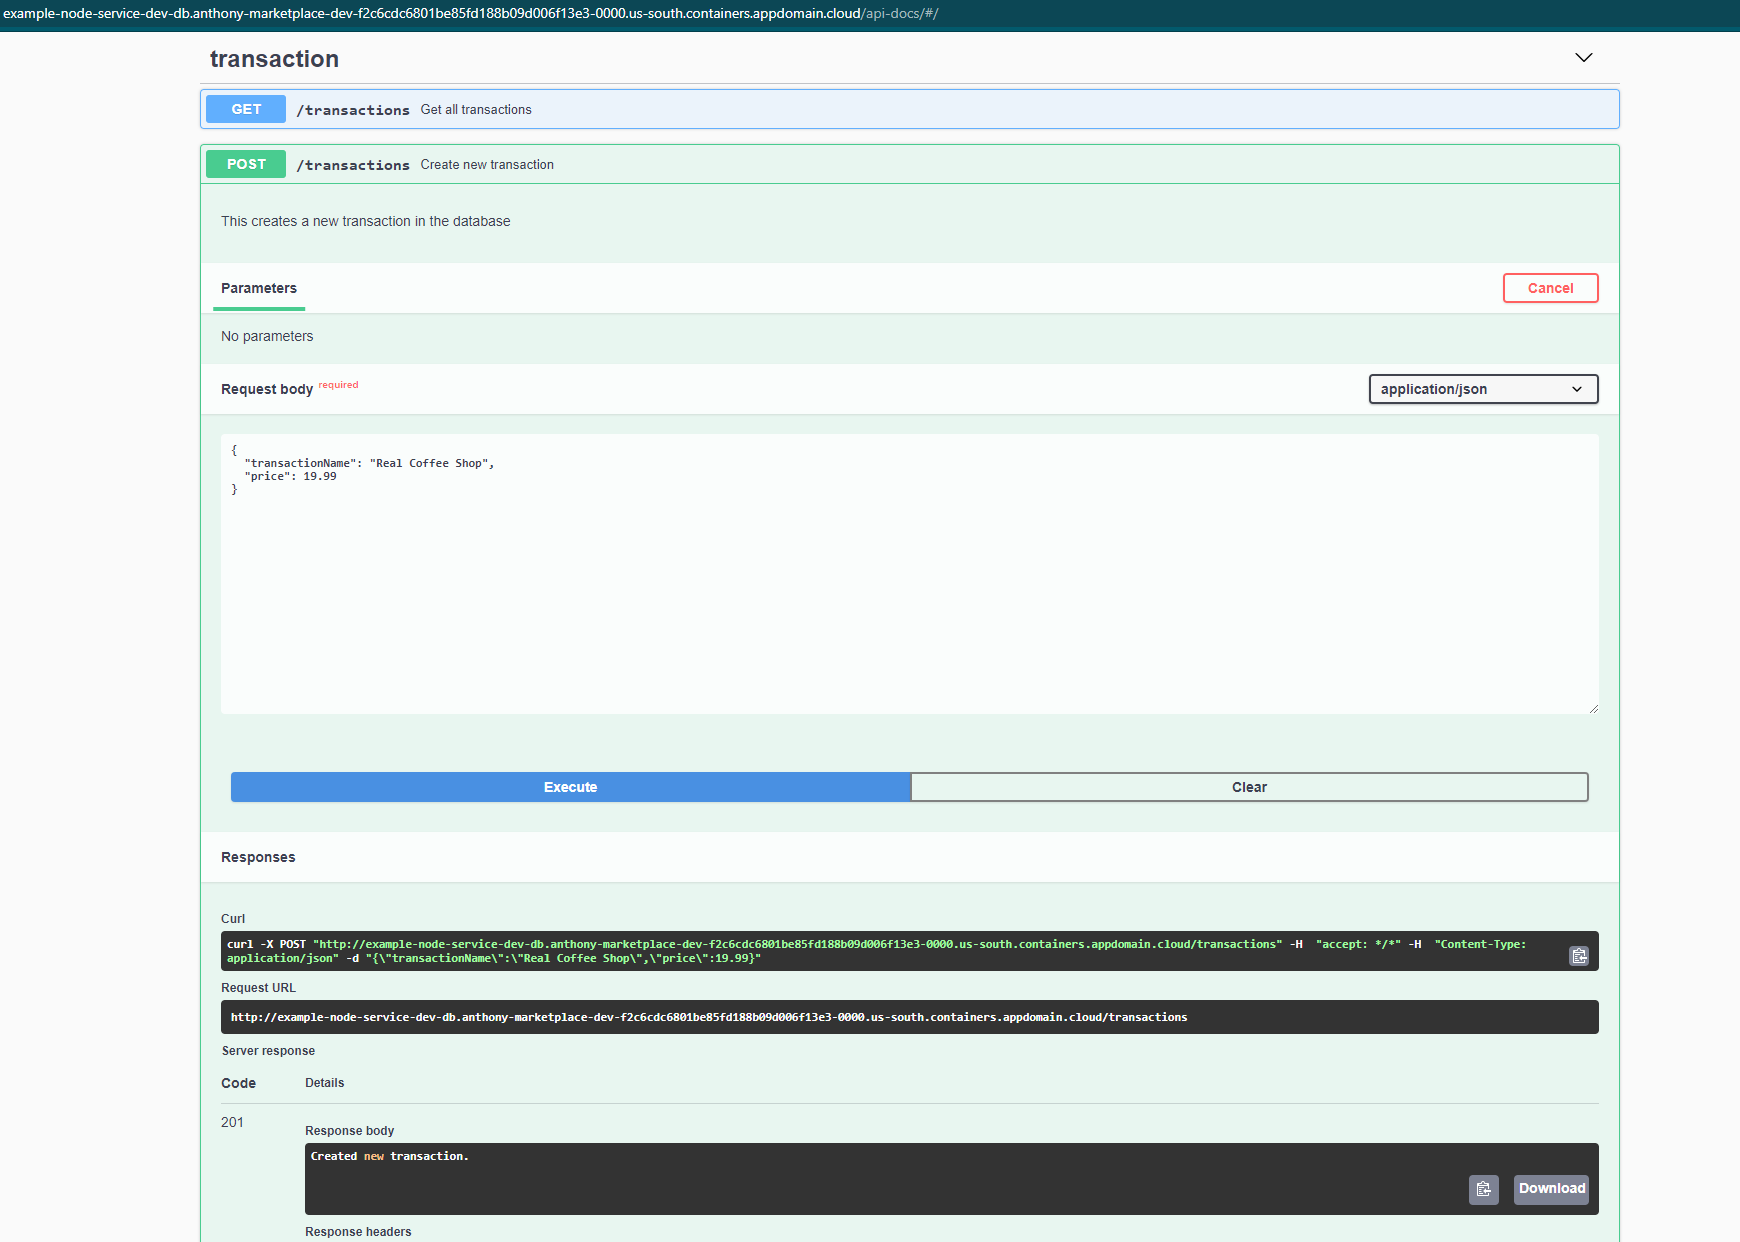 example-node-service-dev-db.anthony-marketplace-dev-f2c6cdc6801be85fd188b09d006f13e3-0000.us-south.containers.appdomain.cloud/api-docs/#/
transaction
GET /transactions Get all transactions
POST /transactions Create new transaction
This creates a new transaction in the database
Parameters
Cancel
No parameters
Request body required
application/json
{
  "transactionName": "Real Coffee Shop",
  "price": 19.99
}
Execute
Clear
Responses
Curl
curl -X POST "http://example-node-service-dev-db.anthony-marketplace-dev-f2c6cdc6801be85fd188b09d006f13e3-0000.us-south.containers.appdomain.cloud/transactions" -H  "accept: */*" -H  "Content-Type:
application/json" -d "{\"transactionName\":\"Real Coffee Shop\",\"price\":19.99}"
Request URL
http://example-node-service-dev-db.anthony-marketplace-dev-f2c6cdc6801be85fd188b09d006f13e3-0000.us-south.containers.appdomain.cloud/transactions
Server response
Code Details
201
Response body
Created new transaction.
Download
Response headers